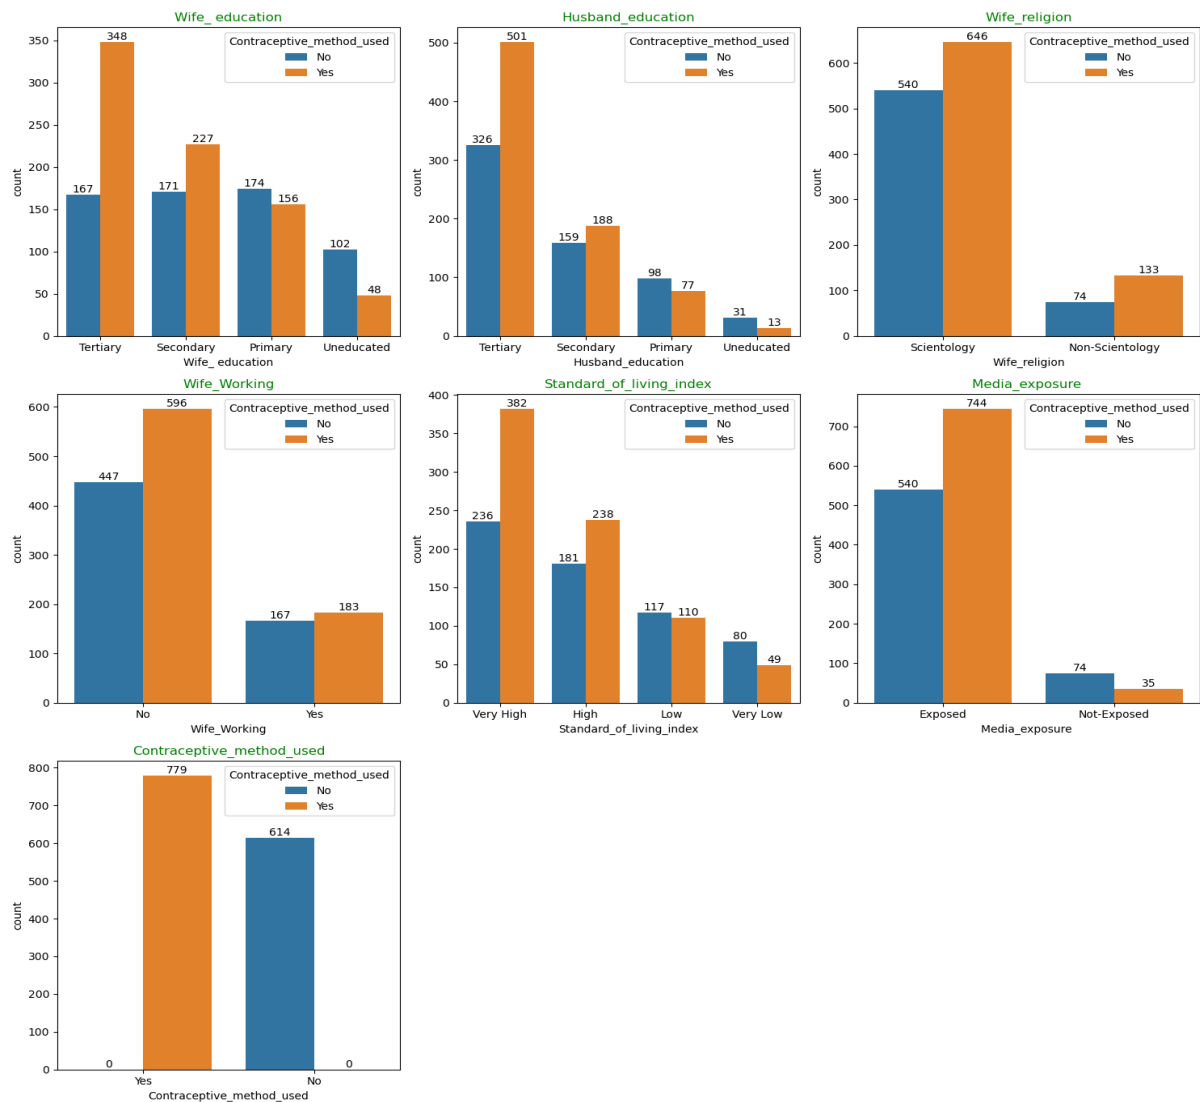 Wife_ education
Contraceptive_method_used
No
Yes
count
350
300
250
200
150
100
50
0
348
167
227
171
174
156
102
48
Tertiary Secondary Primary Uneducated
Wife_ education
Husband_education
Contraceptive_method_used
No
Yes
count
500
400
300
200
100
0
501
326
159
188
98
77
31
13
Tertiary Secondary Primary Uneducated
Husband_education
Wife_religion
Contraceptive_method_used
No
Yes
count
600
500
400
300
200
100
0
646
540
74
133
Scientology Non-Scientology
Wife_religion
Wife_Working
Contraceptive_method_used
No
Yes
count
600
500
400
300
200
100
0
596
447
167
183
No Yes
Wife_Working
Standard_of_living_index
Contraceptive_method_used
No
Yes
count
400
350
300
250
200
150
100
50
0
382
236
181
238
117
110
80
49
Very High High Low Very Low
Standard_of_living_index
Media_exposure
Contraceptive_method_used
No
Yes
count
700
600
500
400
300
200
100
0
744
540
74
35
Exposed Not-Exposed
Media_exposure
Contraceptive_method_used
Contraceptive_method_used
No
Yes
count
800
700
600
500
400
300
200
100
0
779
614
0
0
Yes No
Contraceptive_method_used